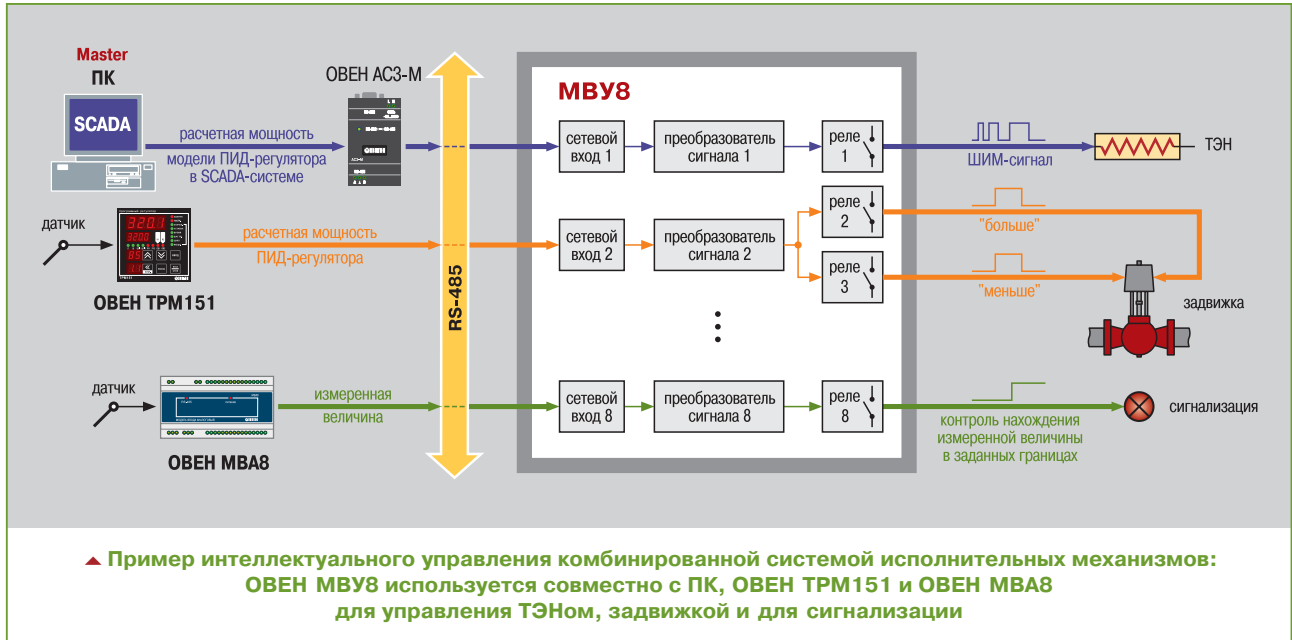 Master
ПК
SCADA
расчетная мощность
модели ПИД-регулятора
в SCADA-системе
ОВЕН АС3-М
ОВЕН
RS-485
МВУ8
сетевой
вход 1
преобразователь
сигнала 1
реле
1
ШИМ-сигнал
ТЭН
датчик
расчетная мощность
ПИД-регулятора
ОВЕН ТРМ151
сетевой
вход 2
преобразователь
сигнала 2
реле
2
"больше"
реле
3
"меньше"
задвижка
датчик
измеренная
величина
ОВЕН МВА8
сетевой
вход 8
преобразователь
сигнала 8
реле
8
контроль нахождения
измеренной величины
в заданных границах
сигнализация
Пример интеллектуального управления комбинированной системой исполнительных механизмов:
ОВЕН МВУ8 используется совместно с ПК, ОВЕН ТРМ151 и ОВЕН МВА8
для управления ТЭНом, задвижкой и для сигнализации